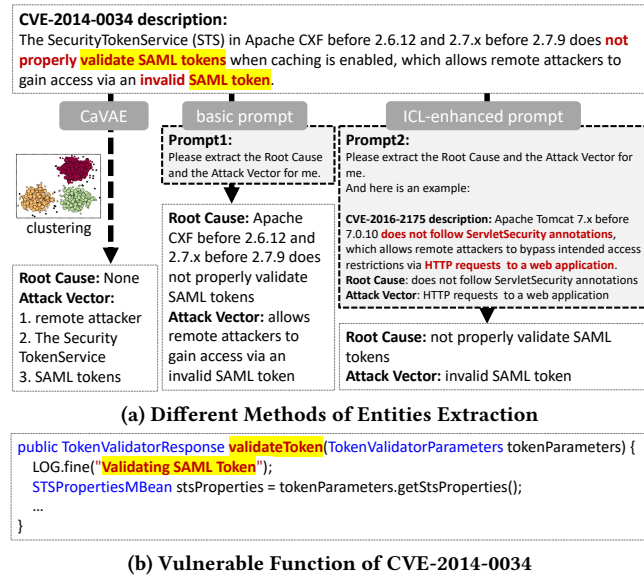 CVE-2014-0034 description:
The SecurityTokenService (STS) in Apache CXF before 2.6.12 and 2.7.x before 2.7.9 does not
properly validate SAML tokens when caching is enabled, which allows remote attackers to
gain access via an invalid SAML token.
CaVAE
basic prompt
ICL-enhanced prompt
clustering
Root Cause: None
Attack Vector:
1. remote attacker
2. The Security
TokenService
3. SAML tokens
Prompt1:
Please extract the Root Cause
and the Attack Vector for me.
Root Cause: Apache
CXF before 2.6.12 and
2.7.x before 2.7.9 does
not properly validate
SAML tokens
Attack Vector: allows
remote attackers to
gain access via an
invalid SAML token
Prompt2:
Please extract the Root Cause and the Attack Vector for
me.
And here is an example:
CVE-2016-2175 description: Apache Tomcat 7.x before
7.0.10 does not follow ServletSecurity annotations,
which allows remote attackers to bypass intended access
restrictions via HTTP requests to a web application.
Root Cause: does not follow ServletSecurity annotations
Attack Vector: HTTP requests to a web application
Root Cause: not properly validate SAML
tokens
Attack Vector: invalid SAML token
(a) Different Methods of Entities Extraction
public TokenValidatorResponse validateToken(TokenValidatorParameters tokenParameters) {
LOG.fine("Validating SAML Token");
STSPropertiesMBean stsProperties = tokenParameters.getStsProperties();
…
}
(b) Vulnerable Function of CVE-2014-0034